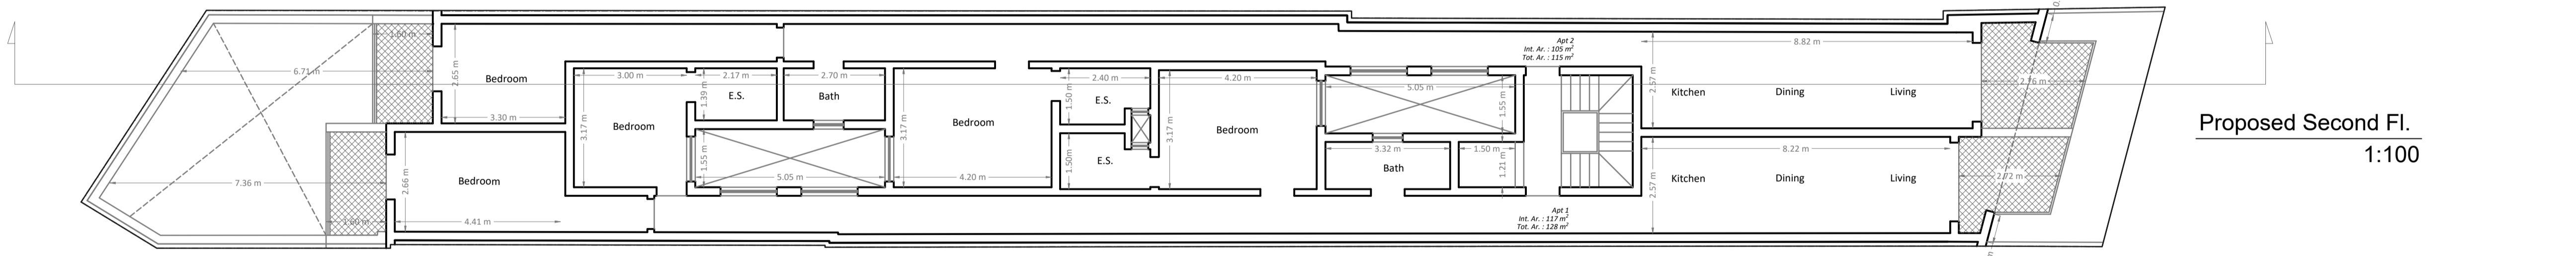 1.60 m
6.71 m
2.65 m
Bedroom
3.30 m
3.00 m
3.17 m
Bedroom
2.17 m
1.39 m
E.S.
2.70 m
Bath
1.55 m
5.05 m
3.17 m
Bedroom
4.20 m
2.40 m
1.50 m
E.S.
1.50m
E.S.
4.20 m
3.17 m
Bedroom
5.05 m
1.55 m
3.32 m
Bath
1.50 m
1.21 m
Apt 2
Int. Ar. : 105 m²
Tot. Ar. : 115 m²
8.82 m
2.57 m
Kitchen Dining Living
2.76 m
7.36 m
1.60 m
2.66 m
Bedroom
4.41 m
Apt 1
Int. Ar. : 117 m²
Tot. Ar. : 128 m²
8.22 m
2.57 m
Kitchen Dining Living
2.72 m
Proposed Second Fl.
1:100